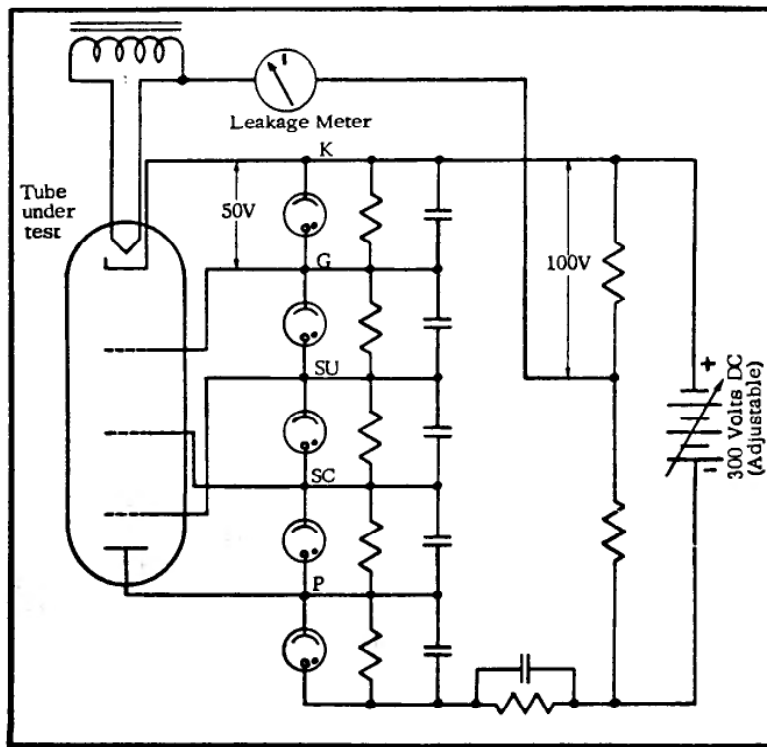 Leakage Meter
K
Tube
under
test
50V
G
100V
SU
+
300 Volts DC
(Adjustable)
-
SC
P